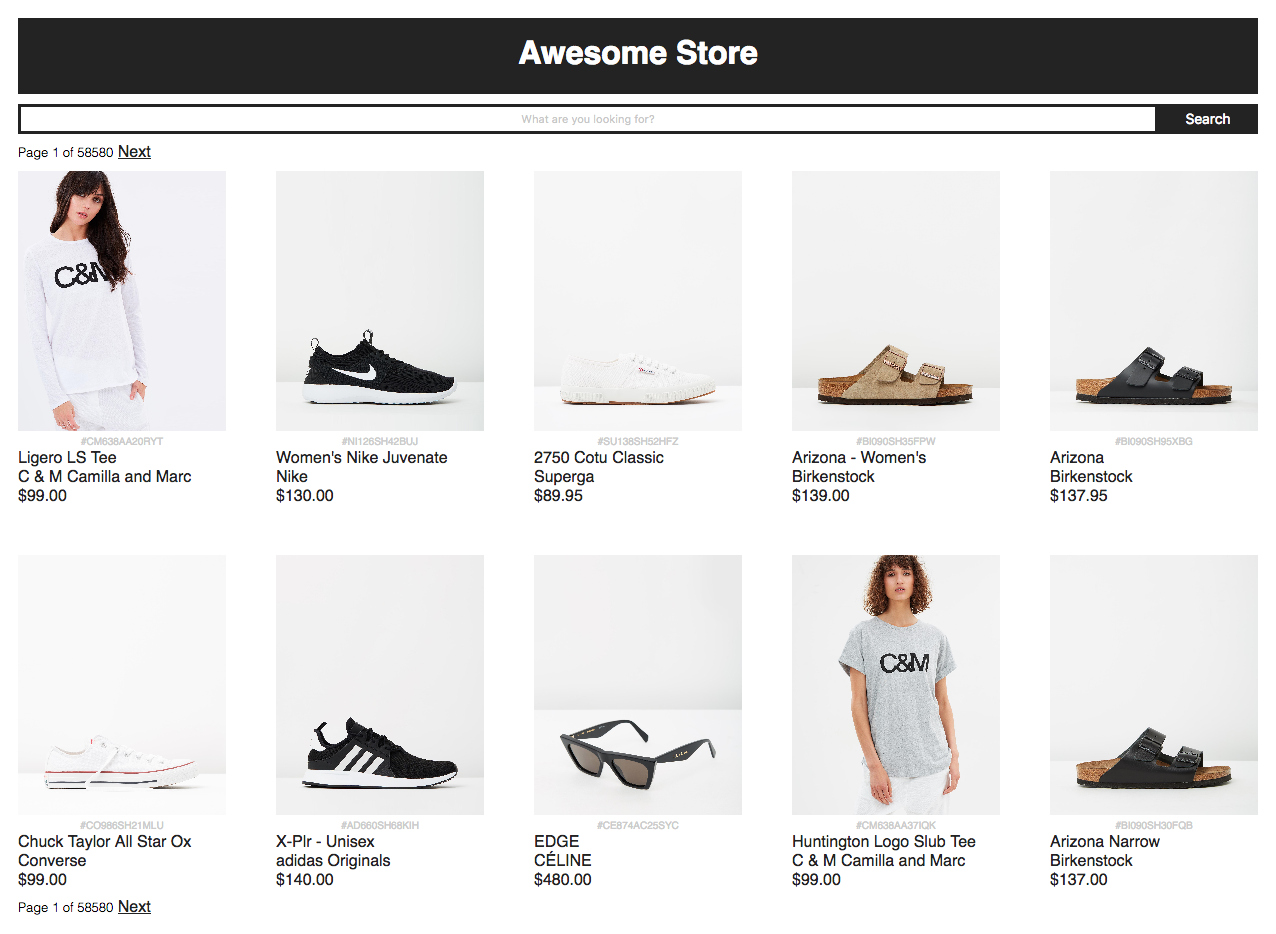 Awesome Store
What are you looking for?
Search
Page 1 of 58580 Next
C&M
#CM638AA20RYT
Ligero LS Tee
C & M Camilla and Marc
$99.00
#NI126SH42BUJ
Women's Nike Juvenate
Nike
$130.00
#SU138SH52HFZ
2750 Cotu Classic
Superga
$89.95
#BI090SH35FPW
Arizona - Women's
Birkenstock
$139.00
#BI090SH95XBG
Arizona
Birkenstock
$137.95
#CO986SH21MLU
Chuck Taylor All Star Ox
Converse
$99.00
#AD660SH68KIH
X-Plr - Unisex
adidas Originals
$140.00
#CE874AC25SYC
EDGE
CÉLINE
$480.00
C&M
#CM638AA37IQK
Huntington Logo Slub Tee
C & M Camilla and Marc
$99.00
#BI090SH30FQB
Arizona Narrow
Birkenstock
$137.00
Page 1 of 58580 Next